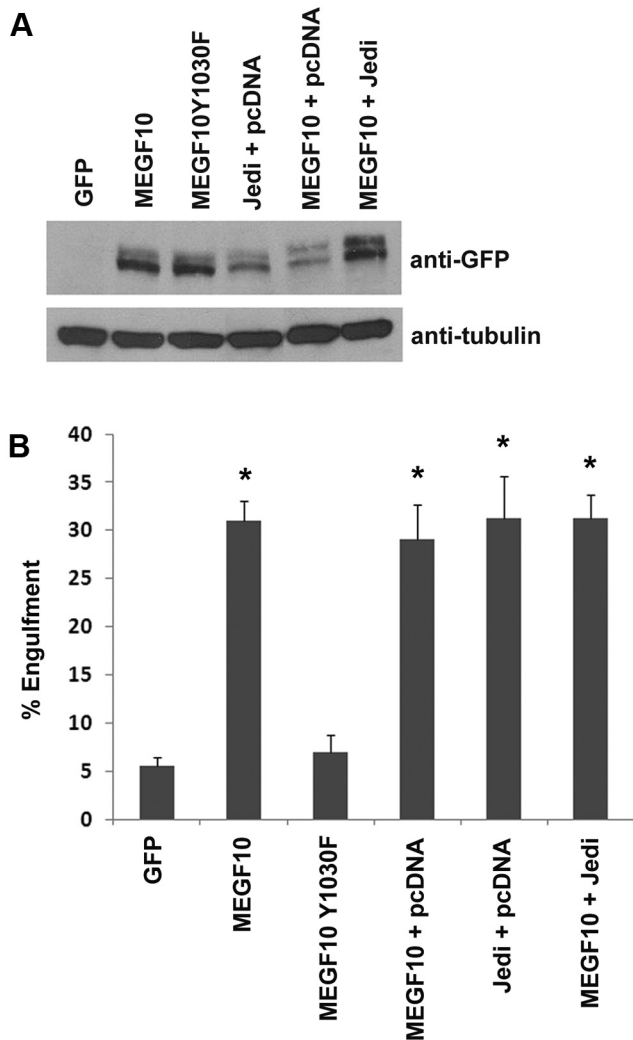 A
GFP
MEGF10
MEGF10Y1030F
Jedi + pcDNA
MEGF10 + pcDNA
MEGF10 + Jedi
anti-GFP
anti-tubulin
B
% Engulfment
40
35
30
25
20
15
10
5
0
*
*
*
*
GFP
MEGF10
MEGF10 Y1030F
MEGF10 + pcDNA
Jedi + pcDNA
MEGF10 + Jedi